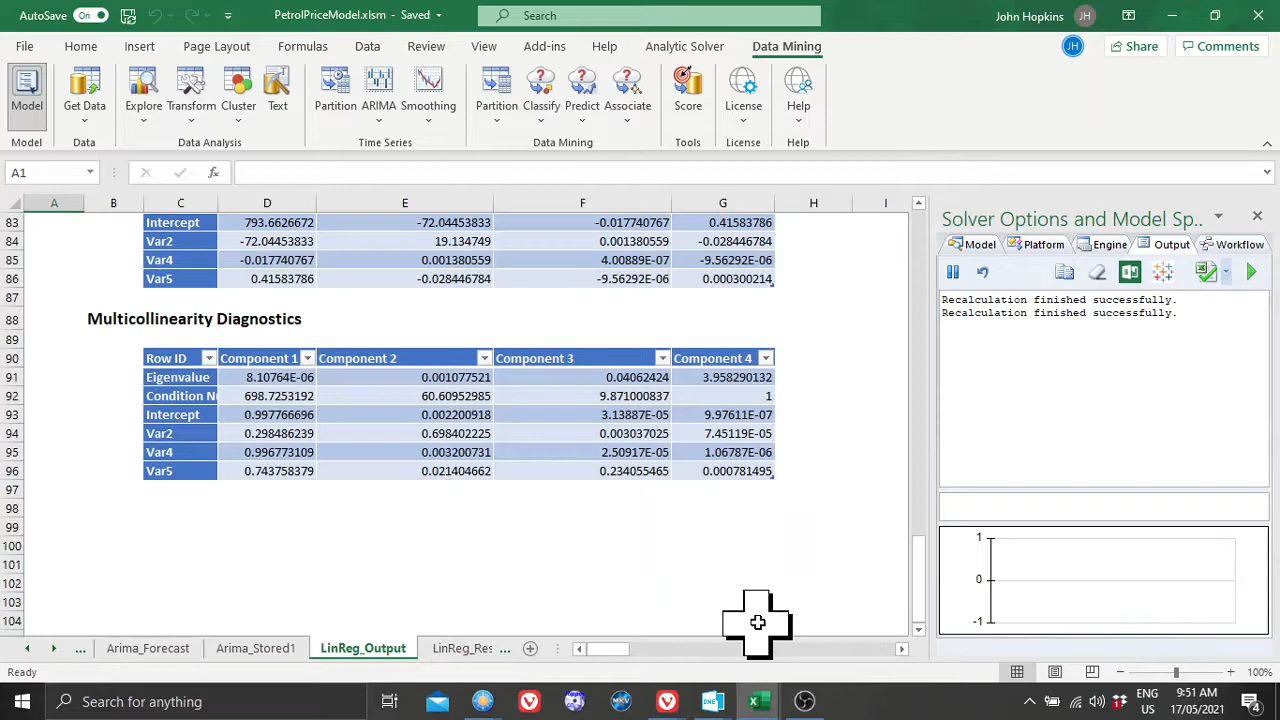 AutoSave On PetrolPriceModel.xlsm - Saved Search John Hopkins JH
File Home Insert Page Layout Formulas Data Review View Add-ins Help Analytic Solver Data Mining JH Share Comments
Model Get Data Explore Transform Cluster Text Partition ARIMA Smoothing Partition Classify Predict Associate Score License Help
Model Data Data Analysis Time Series Data Mining Tools License Help
A1 fx
A B C D E F G H I
83 Intercept 793.6626672 -72.04453833 -0.017740767 0.41583786
84 Var2 -72.04453833 19.134749 0.001380559 -0.028446784
85 Var4 -0.017740767 0.001380559 4.00889E-07 -9.56292E-06
86 Var5 0.41583786 -0.028446784 -9.56292E-06 0.000300214
87
88 Multicollinearity Diagnostics
89
90 Row ID Component 1 Component 2 Component 3 Component 4
91 Eigenvalue 8.10764E-06 0.001077521 0.04062424 3.958290132
92 Condition Nu 698.7253192 60.60952985 9.871000837 1
93 Intercept 0.997766696 0.002200918 3.13887E-05 9.97611E-07
94 Var2 0.298486239 0.698402225 0.003037025 7.45119E-05
95 Var4 0.996773109 0.003200731 2.50917E-05 1.06787E-06
96 Var5 0.743758379 0.021404662 0.234055465 0.000781495
97
98
99
100
101
102
103
104
Solver Options and Model Sp..
Model Platform Engine Output Workflow
Recalculation finished successfully.
Recalculation finished successfully.
1
0
-1
... Arima_Forecast Arima_Stored1 LinReg_Output LinReg_Res ...
Ready 100%
Search for anything ENG 9:51 AM
US 17/05/2021 4